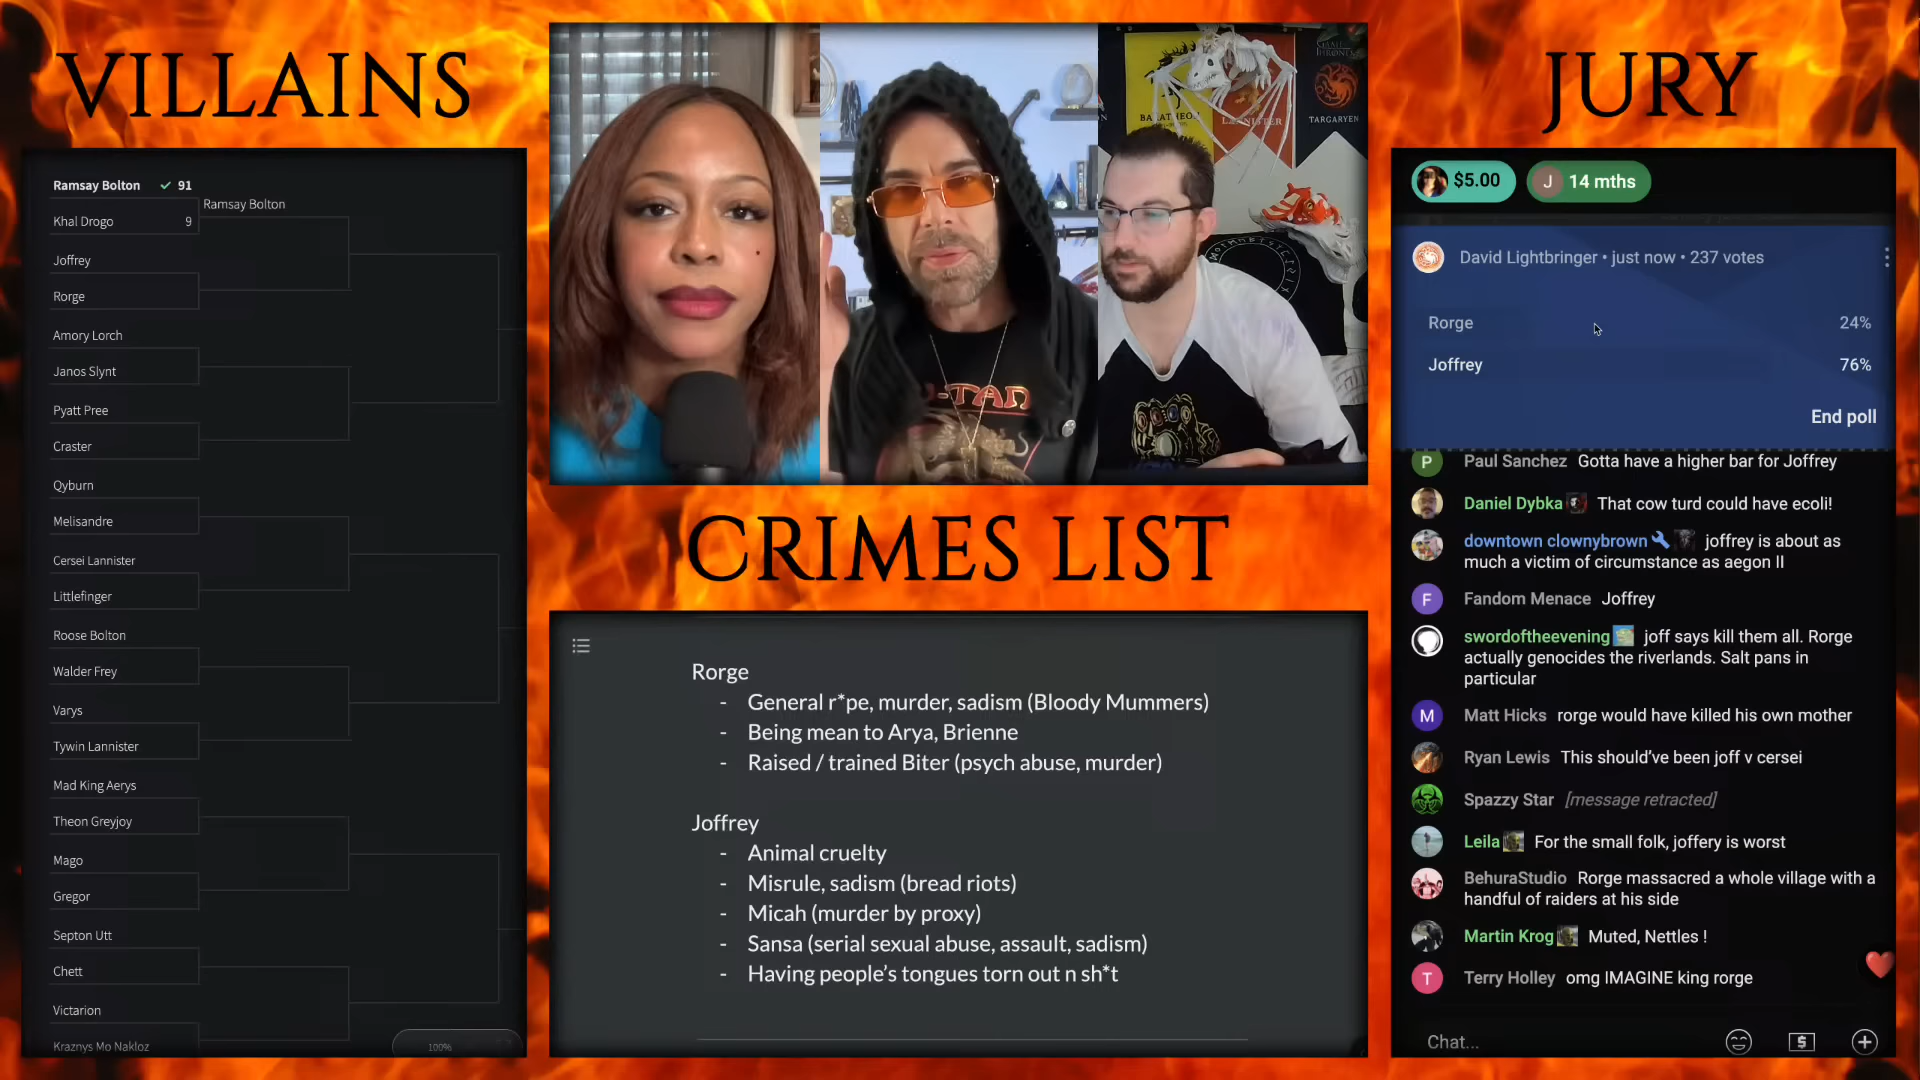 VILLAINS
Ramsay Bolton 91
Khal Drogo 9
Ramsay Bolton
Joffrey
Rorge
Amory Lorch
Janos Slynt
Pyatt Pree
Craster
Qyburn
Melisandre
Cersei Lannister
Littlefinger
Roose Bolton
Walder Frey
Varys
Tywin Lannister
Mad King Aerys
Theon Greyjoy
Mago
Gregor
Septon Utt
Chett
Victarion
Kraznys Mo Nakloz
100%
GAME
THRONES
LANNISTER
TARGARYEN
-TAN
CRIMES LIST
Rorge
- General r*pe, murder, sadism (Bloody Mummers)
- Being mean to Arya, Brienne
- Raised / trained Biter (psych abuse, murder)
Joffrey
- Animal cruelty
- Misrule, sadism (bread riots)
- Micah (murder by proxy)
- Sansa (serial sexual abuse, assault, sadism)
- Having people's tongues torn out n sh*t
JURY
$5.00
J 14 mths
David Lightbringer • just now • 237 votes
Rorge 24%
Joffrey 76%
End poll
P Paul Sanchez Gotta have a higher bar for Joffrey
Daniel Dybka That cow turd could have ecoli!
downtown clownybrown joffrey is about as
much a victim of circumstance as aegon II
F Fandom Menace Joffrey
swordoftheevening joff says kill them all. Rorge
actually genocides the riverlands. Salt pans in
particular
M Matt Hicks rorge would have killed his own mother
Ryan Lewis This should've been joff v cersei
Spazzy Star [message retracted]
Leila For the small folk, joffery is worst
BehuraStudio Rorge massacred a whole village with a
handful of raiders at his side
Martin Krog Muted, Nettles !
T Terry Holley omg IMAGINE king rorge
Chat...
$